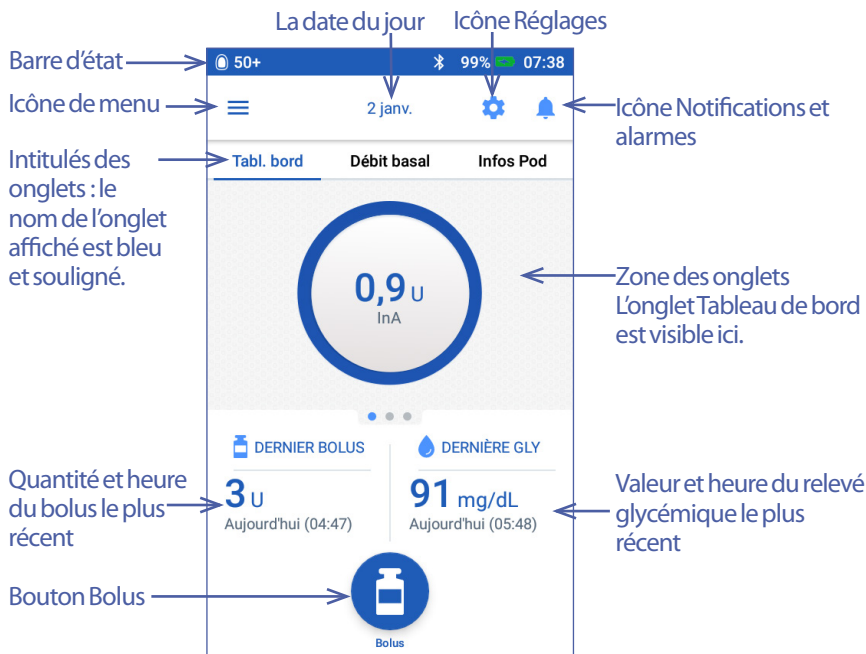 La date du jour
Icône Réglages
Barre d’état
50+
99%
07:38
Icône de menu
2 janv.
Icône Notifications et
alarmes
Intitulés des
onglets : le
nom de l’onglet
affiché est bleu
et souligné.
Tabl. bord
Débit basal
Infos Pod
0,9 U
InA
Zone des onglets
L’onglet Tableau de bord
est visible ici.
DERNIER BOLUS
DERNIÈRE GLY
Quantité et heure
du bolus le plus
récent
3 U
Aujourd'hui (04:47)
91 mg/dL
Aujourd'hui (05:48)
Valeur et heure du relevé
glycémique le plus
récent
Bouton Bolus
Bolus